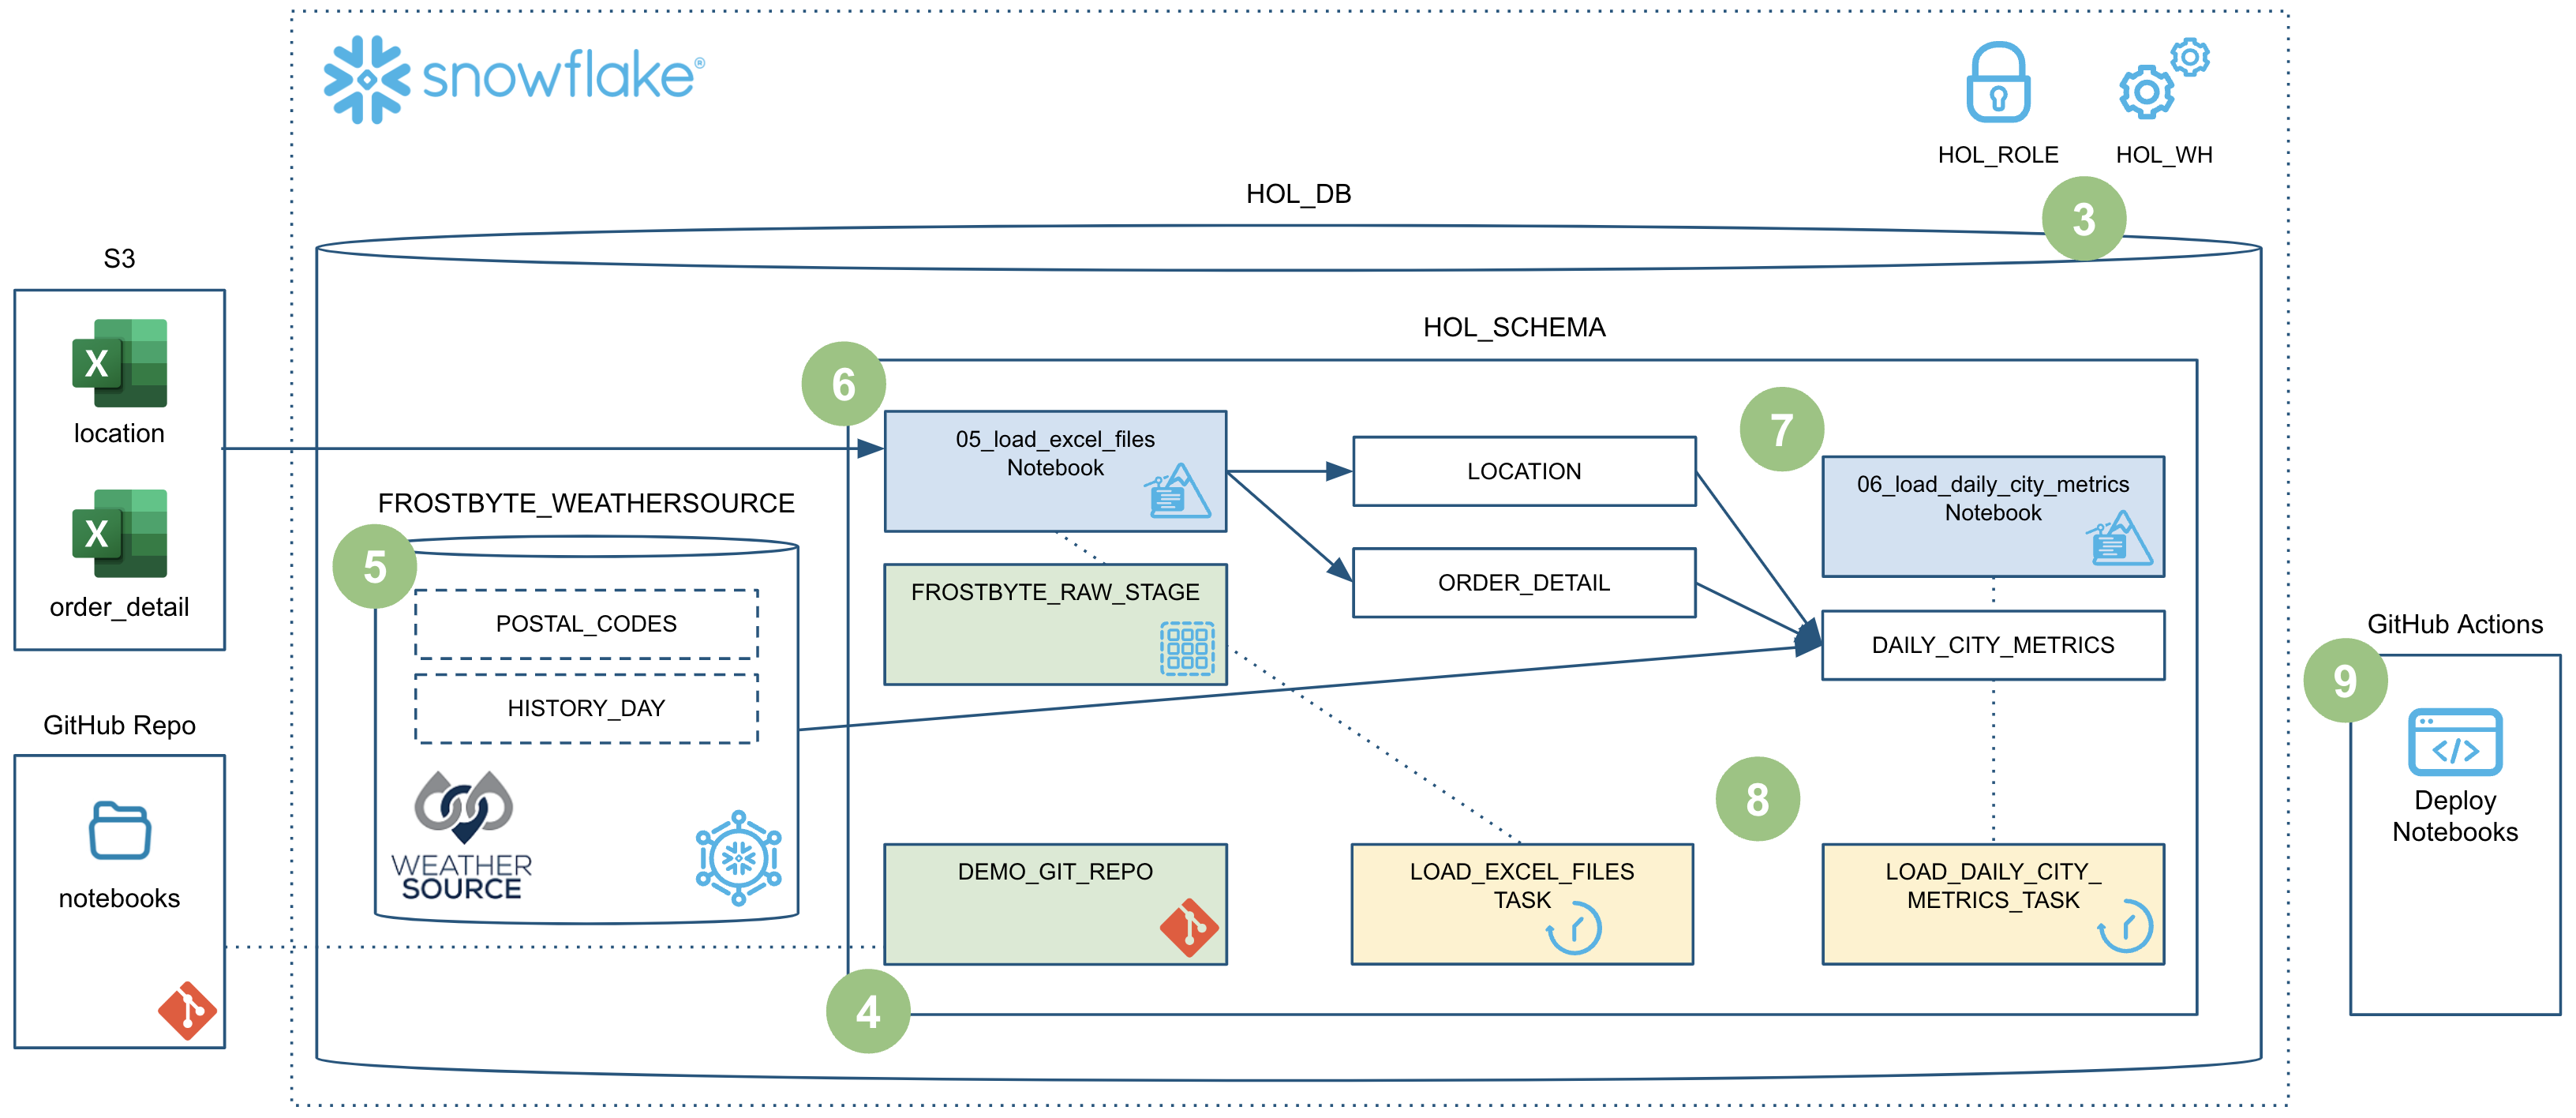 snowflake®
HOL_ROLE
HOL_WH
HOL_DB
3
S3
location
order_detail
HOL_SCHEMA
6
05_load_excel_files
Notebook
LOCATION
7
06_load_daily_city_metrics
Notebook
FROSTBYTE_WEATHERSOURCE
5
POSTAL_CODES
HISTORY_DAY
WEATHER
SOURCE
FROSTBYTE_RAW_STAGE
ORDER_DETAIL
DAILY_CITY_METRICS
GitHub Actions
9
Deploy
Notebooks
GitHub Repo
notebooks
8
DEMO_GIT_REPO
LOAD_EXCEL_FILES
TASK
LOAD_DAILY_CITY_
METRICS_TASK
4